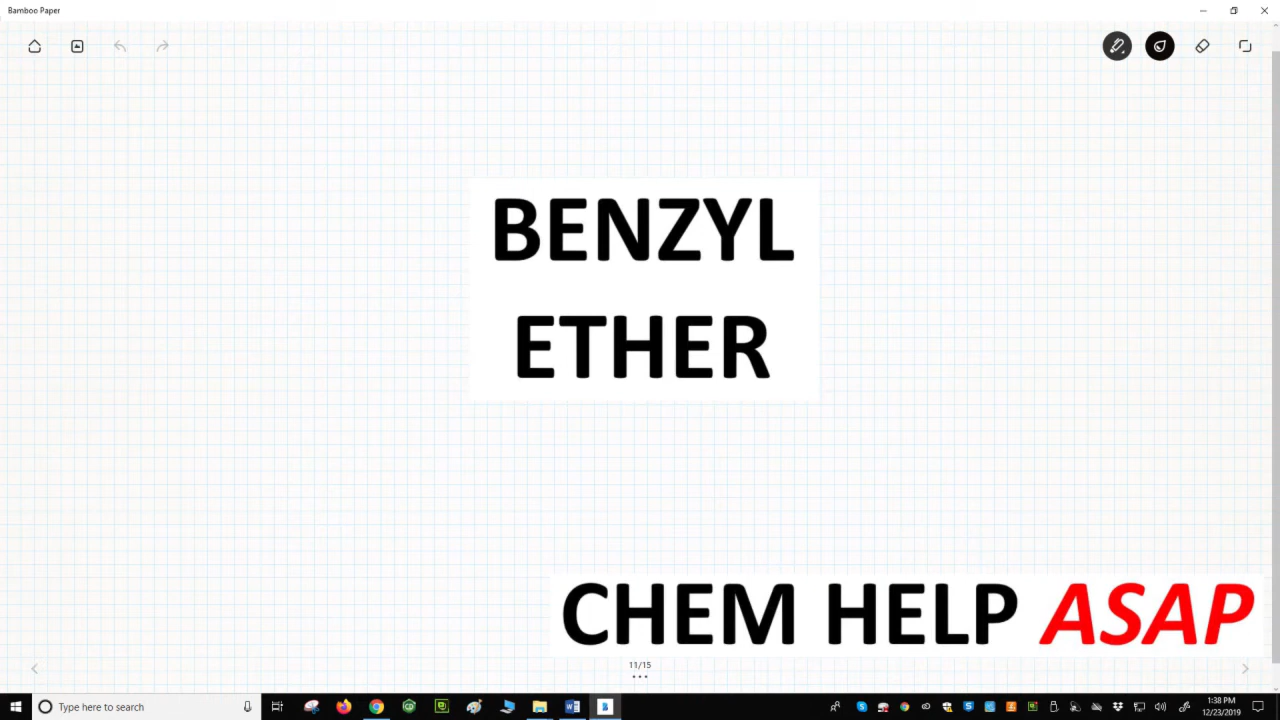 Bamboo Paper
BENZYL
ETHER
CHEM HELP ASAP
11/15
Type here to search
1:38 PM
12/23/2019